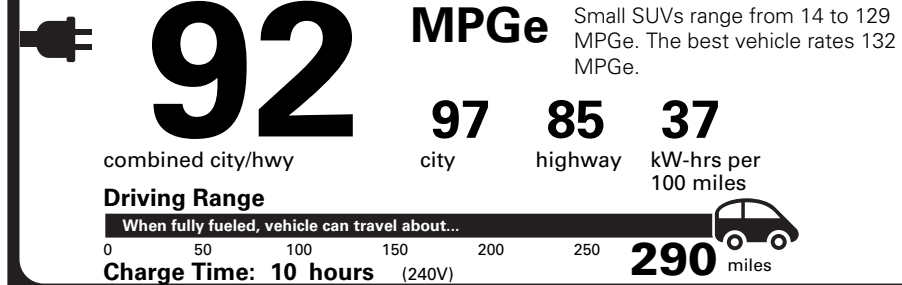 92
MPGe
Small SUVs range from 14 to 129
MPGe. The best vehicle rates 132
MPGe.
combined city/hwy
97
city
85
highway
37
kW-hrs per
100 miles
Driving Range
When fully fueled, vehicle can travel about...
0 50 100 150 200 250 290 miles
Charge Time: 10 hours (240V)